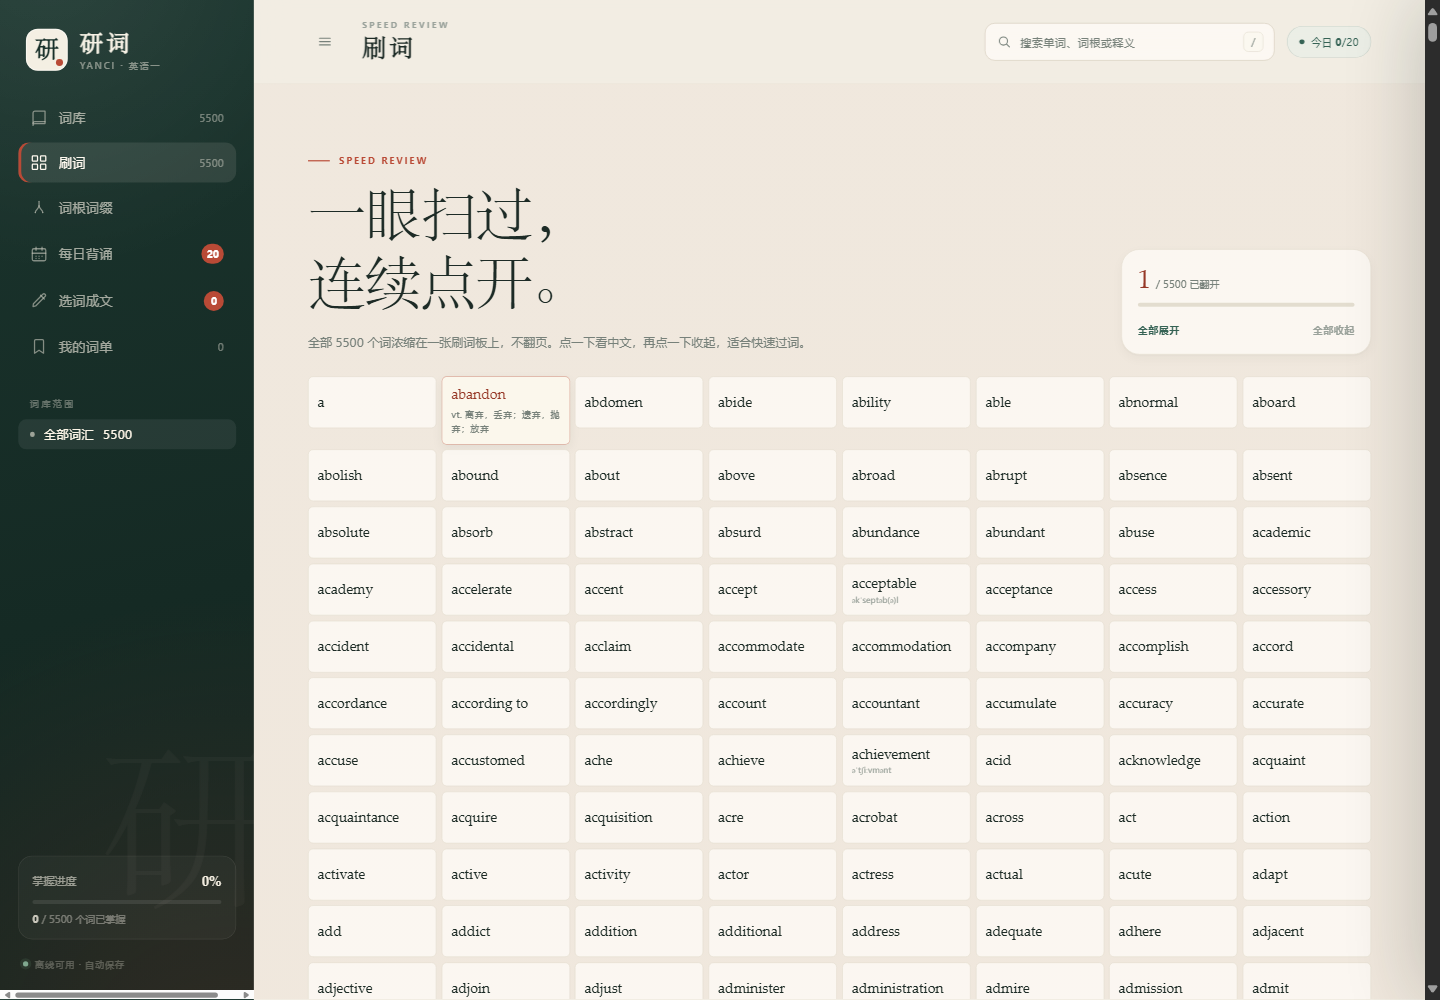 研 研词
YANCI · 英语一
词库 5500
刷词 5500
词根词缀
每日背诵 20
选词成文 0
我的词单 0
词库范围
全部词汇 5500
研
掌握进度 0%
0 / 5500 个词已掌握
离线可用 · 自动保存
SPEED REVIEW
刷词
搜索单词、词根或释义 /
今日 0/20
SPEED REVIEW
一眼扫过，
连续点开。
全部 5500 个词浓缩在一张刷词板上，不翻页。点一下看中文，再点一下收起，适合快速过词。
1 / 5500 已翻开
全部展开 全部收起
a abandon abdomen abide ability able abnormal aboard
vt. 离弃，丢弃；遗弃，抛
弃；放弃
abolish abound about above abroad abrupt absence absent
absolute absorb abstract absurd abundance abundant abuse academic
academy accelerate accent accept acceptable acceptance access accessory
əkˈseptəb(ə)l
accident accidental acclaim accommodate accommodation accompany accomplish accord
accordance according to accordingly account accountant accumulate accuracy accurate
accuse accustomed ache achieve achievement acid acknowledge acquaint
əˈtʃiːvmənt
acquaintance acquire acquisition acre acrobat across act action
activate active activity actor actress actual acute adapt
add addict addition additional address adequate adhere adjacent
adjective adjoin adjust administer administration admire admission admit